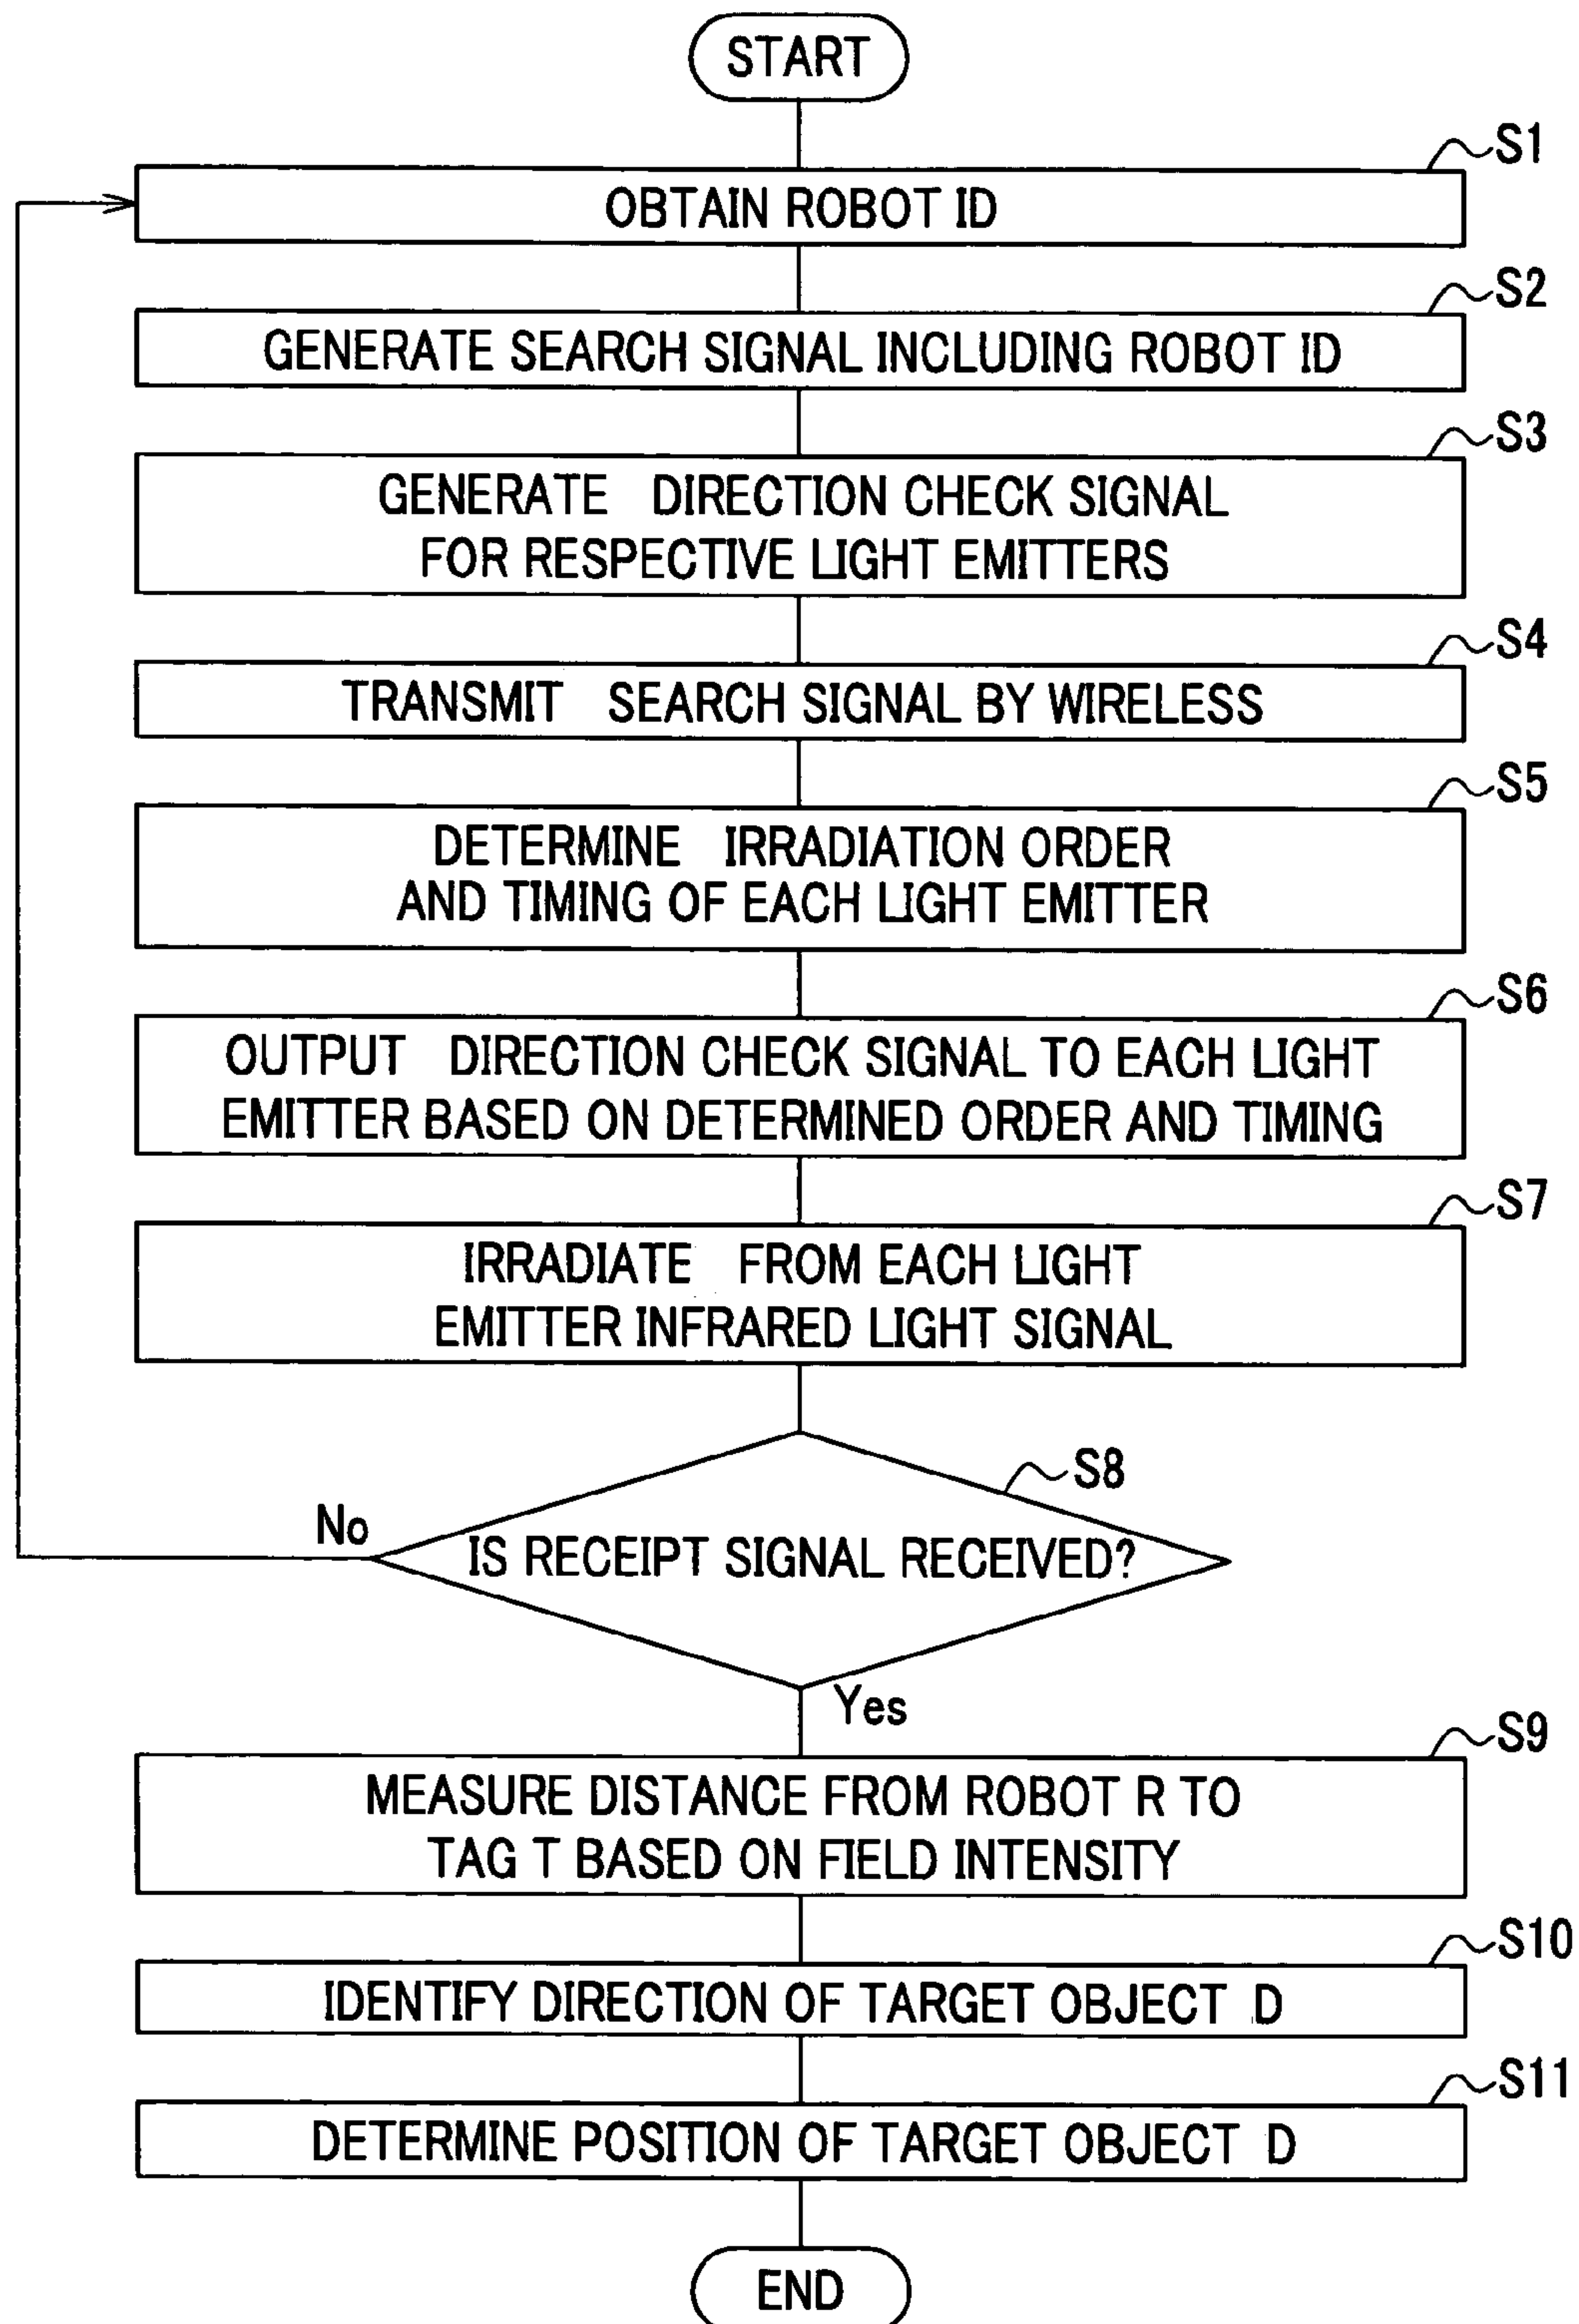 START
S1
OBTAIN ROBOT ID
S2
GENERATE SEARCH SIGNAL INCLUDING ROBOT ID
S3
GENERATE DIRECTION CHECK SIGNAL
FOR RESPECTIVE LIGHT EMITTERS
S4
TRANSMIT SEARCH SIGNAL BY WIRELESS
S5
DETERMINE IRRADIATION ORDER
AND TIMING OF EACH LIGHT EMITTER
S6
OUTPUT DIRECTION CHECK SIGNAL TO EACH LIGHT
EMITTER BASED ON DETERMINED ORDER AND TIMING
S7
IRRADIATE FROM EACH LIGHT
EMITTER INFRARED LIGHT SIGNAL
S8
No
IS RECEIPT SIGNAL RECEIVED?
Yes
S9
MEASURE DISTANCE FROM ROBOT R TO
TAG T BASED ON FIELD INTENSITY
S10
IDENTIFY DIRECTION OF TARGET OBJECT D
S11
DETERMINE POSITION OF TARGET OBJECT D
END